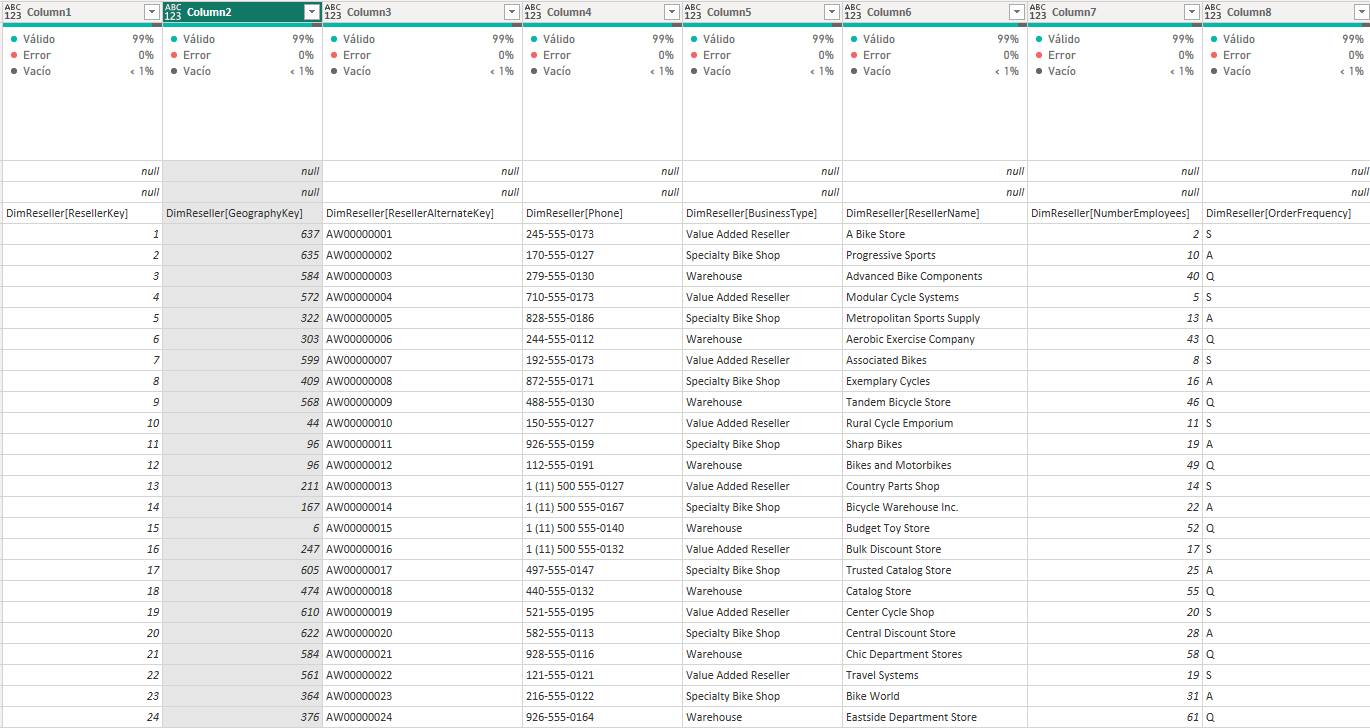 ABC 123 Column1 ABC 123 Column2 ABC 123 Column3 ABC 123 Column4 ABC 123 Column5 ABC 123 Column6 ABC 123 Column7 ABC 123 Column8
Válido 99% Válido 99% Válido 99% Válido 99% Válido 99% Válido 99% Válido 99% Válido 99%
Error 0% Error 0% Error 0% Error 0% Error 0% Error 0% Error 0% Error 0%
Vacío < 1% Vacío < 1% Vacío < 1% Vacío < 1% Vacío < 1% Vacío < 1% Vacío < 1% Vacío < 1%
null null null null null null null null
null null null null null null null null
DimReseller[ResellerKey] DimReseller[GeographyKey] DimReseller[ResellerAlternateKey] DimReseller[Phone] DimReseller[BusinessType] DimReseller[ResellerName] DimReseller[NumberEmployees] DimReseller[OrderFrequency]
1 637 AW00000001 245-555-0173 Value Added Reseller A Bike Store 2 S
2 635 AW00000002 170-555-0127 Specialty Bike Shop Progressive Sports 10 A
3 584 AW00000003 279-555-0130 Warehouse Advanced Bike Components 40 Q
4 572 AW00000004 710-555-0173 Value Added Reseller Modular Cycle Systems 5 S
5 322 AW00000005 828-555-0186 Specialty Bike Shop Metropolitan Sports Supply 13 A
6 303 AW00000006 244-555-0112 Warehouse Aerobic Exercise Company 43 Q
7 599 AW00000007 192-555-0173 Value Added Reseller Associated Bikes 8 S
8 409 AW00000008 872-555-0171 Specialty Bike Shop Exemplary Cycles 16 A
9 568 AW00000009 488-555-0130 Warehouse Tandem Bicycle Store 46 Q
10 44 AW00000010 150-555-0127 Value Added Reseller Rural Cycle Emporium 11 S
11 96 AW00000011 926-555-0159 Specialty Bike Shop Sharp Bikes 19 A
12 96 AW00000012 112-555-0191 Warehouse Bikes and Motorbikes 49 Q
13 211 AW00000013 1 (11) 500 555-0127 Value Added Reseller Country Parts Shop 14 S
14 167 AW00000014 1 (11) 500 555-0167 Specialty Bike Shop Bicycle Warehouse Inc. 22 A
15 6 AW00000015 1 (11) 500 555-0140 Warehouse Budget Toy Store 52 Q
16 247 AW00000016 1 (11) 500 555-0132 Value Added Reseller Bulk Discount Store 17 S
17 605 AW00000017 497-555-0147 Specialty Bike Shop Trusted Catalog Store 25 A
18 474 AW00000018 440-555-0132 Warehouse Catalog Store 55 Q
19 610 AW00000019 521-555-0195 Value Added Reseller Center Cycle Shop 20 S
20 622 AW00000020 582-555-0113 Specialty Bike Shop Central Discount Store 28 A
21 584 AW00000021 928-555-0116 Warehouse Chic Department Stores 58 Q
22 561 AW00000022 121-555-0121 Value Added Reseller Travel Systems 19 S
23 364 AW00000023 216-555-0122 Specialty Bike Shop Bike World 31 A
24 376 AW00000024 926-555-0164 Warehouse Eastside Department Store 61 Q